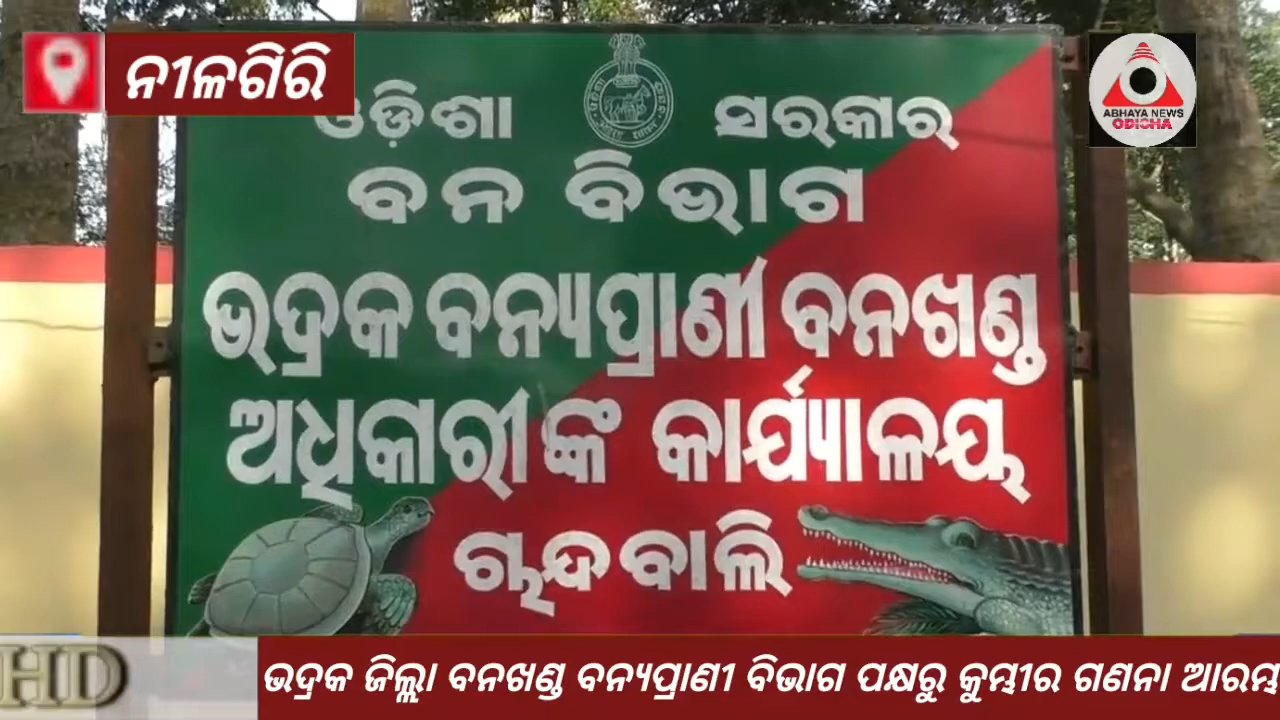 ନୀଳଗିରି
ଓଡ଼ିଶା ସରକାର
ABHAYA NEWS
ODISHA
ବନ ବିଭାଗ
ଭଦ୍ରକ ବନ୍ୟପ୍ରାଣୀ ବନଖଣ୍ଡ
ଅଧିକାରୀଙ୍କ କାର୍ଯ୍ୟାଳୟ
ଚାନ୍ଦବାଲି
HD
ଭଦ୍ରକ ଜିଲ୍ଲା ବନଖଣ୍ଡ ବନ୍ୟପ୍ରାଣୀ ବିଭାଗ ପକ୍ଷରୁ କୁମ୍ଭୀର ଗଣନା ଆରମ୍ଭ